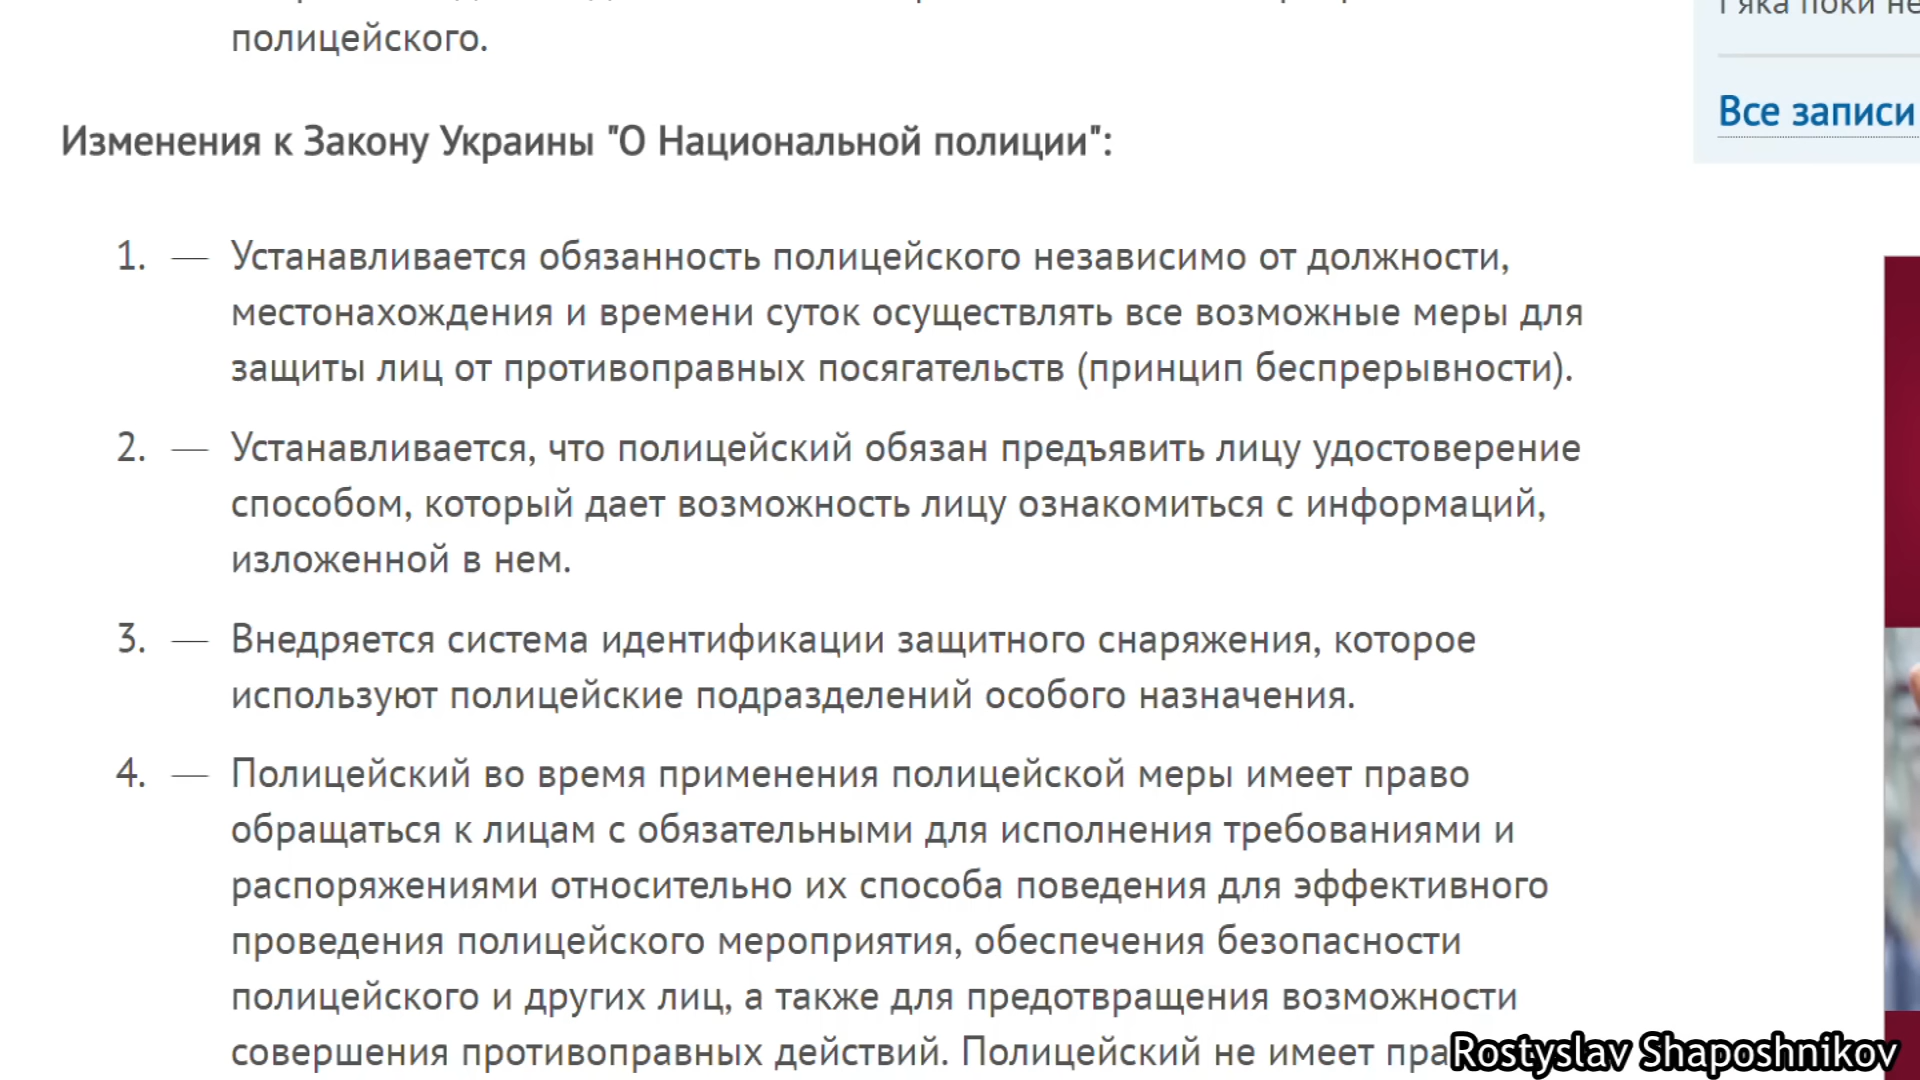 полицейского.
Изменения к Закону Украины "О Национальной полиции":
1. — Устанавливается обязанность полицейского независимо от должности,
местонахождения и времени суток осуществлять все возможные меры для
защиты лиц от противоправных посягательств (принцип беспрерывности).
2. — Устанавливается, что полицейский обязан предъявить лицу удостоверение
способом, который дает возможность лицу ознакомиться с информаций,
изложенной в нем.
3. — Внедряется система идентификации защитного снаряжения, которое
используют полицейские подразделений особого назначения.
4. — Полицейский во время применения полицейской меры имеет право
обращаться к лицам с обязательными для исполнения требованиями и
распоряжениями относительно их способа поведения для эффективного
проведения полицейского мероприятия, обеспечения безопасности
полицейского и других лиц, а также для предотвращения возможности
совершения противоправных действий. Полицейский не имеет
яка поки не
Все записи
Rostyslav Shaposhnikov